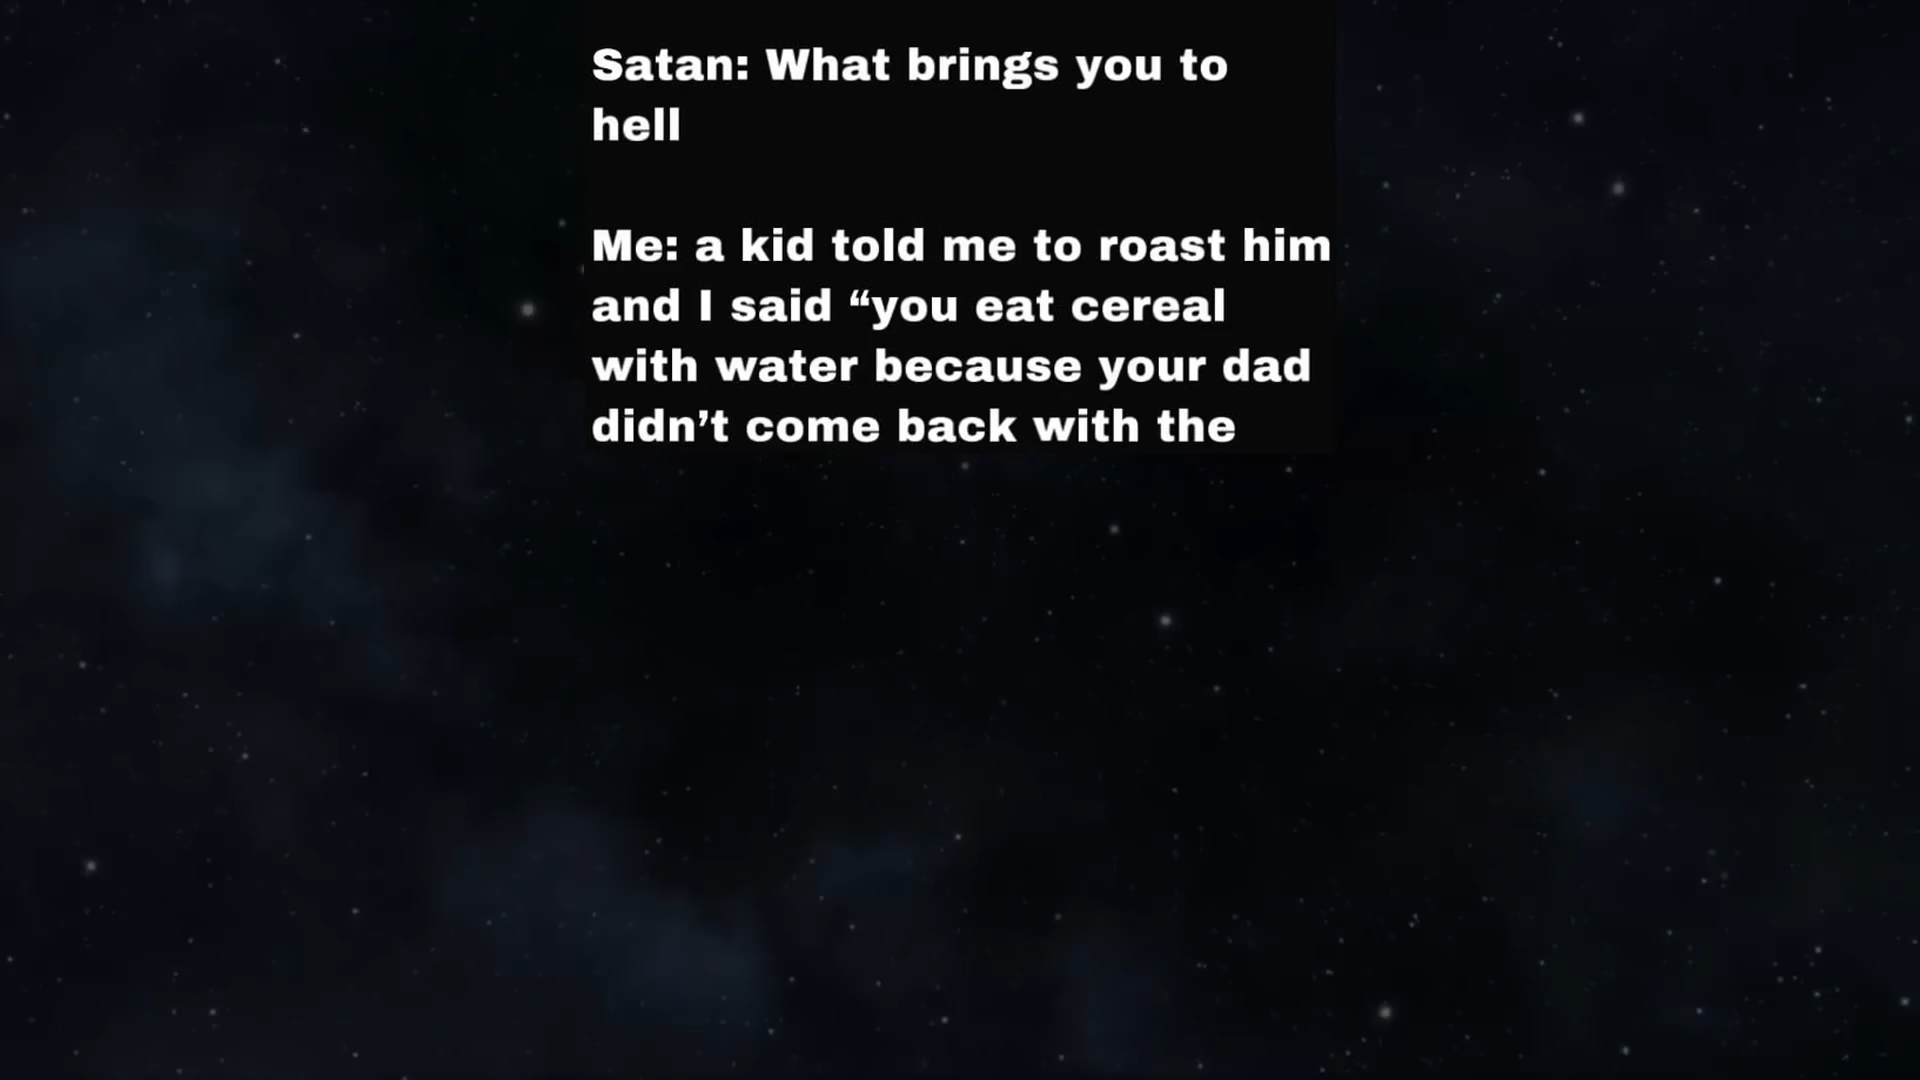 Satan: What brings you to
hell
Me: a kid told me to roast him
and I said “you eat cereal
with water because your dad
didn’t come back with the